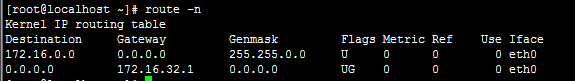 [root@localhost ~]# route -n
Kernel IP routing table
Destination Gateway Genmask Flags Metric Ref Use Iface
172.16.0.0 0.0.0.0 255.255.0.0 U 0 0 0 eth0
0.0.0.0 172.16.32.1 0.0.0.0 UG 0 0 0 eth0